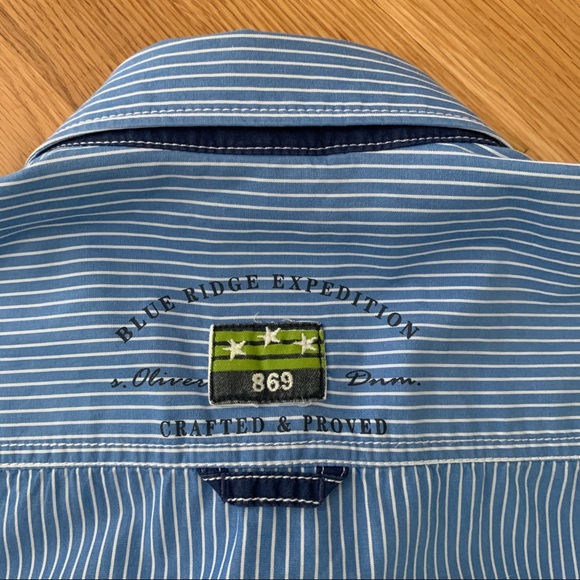 BLUE RIDGE EXPEDITION
s.Oliver 869 Dnm.
CRAFTED & PROVED